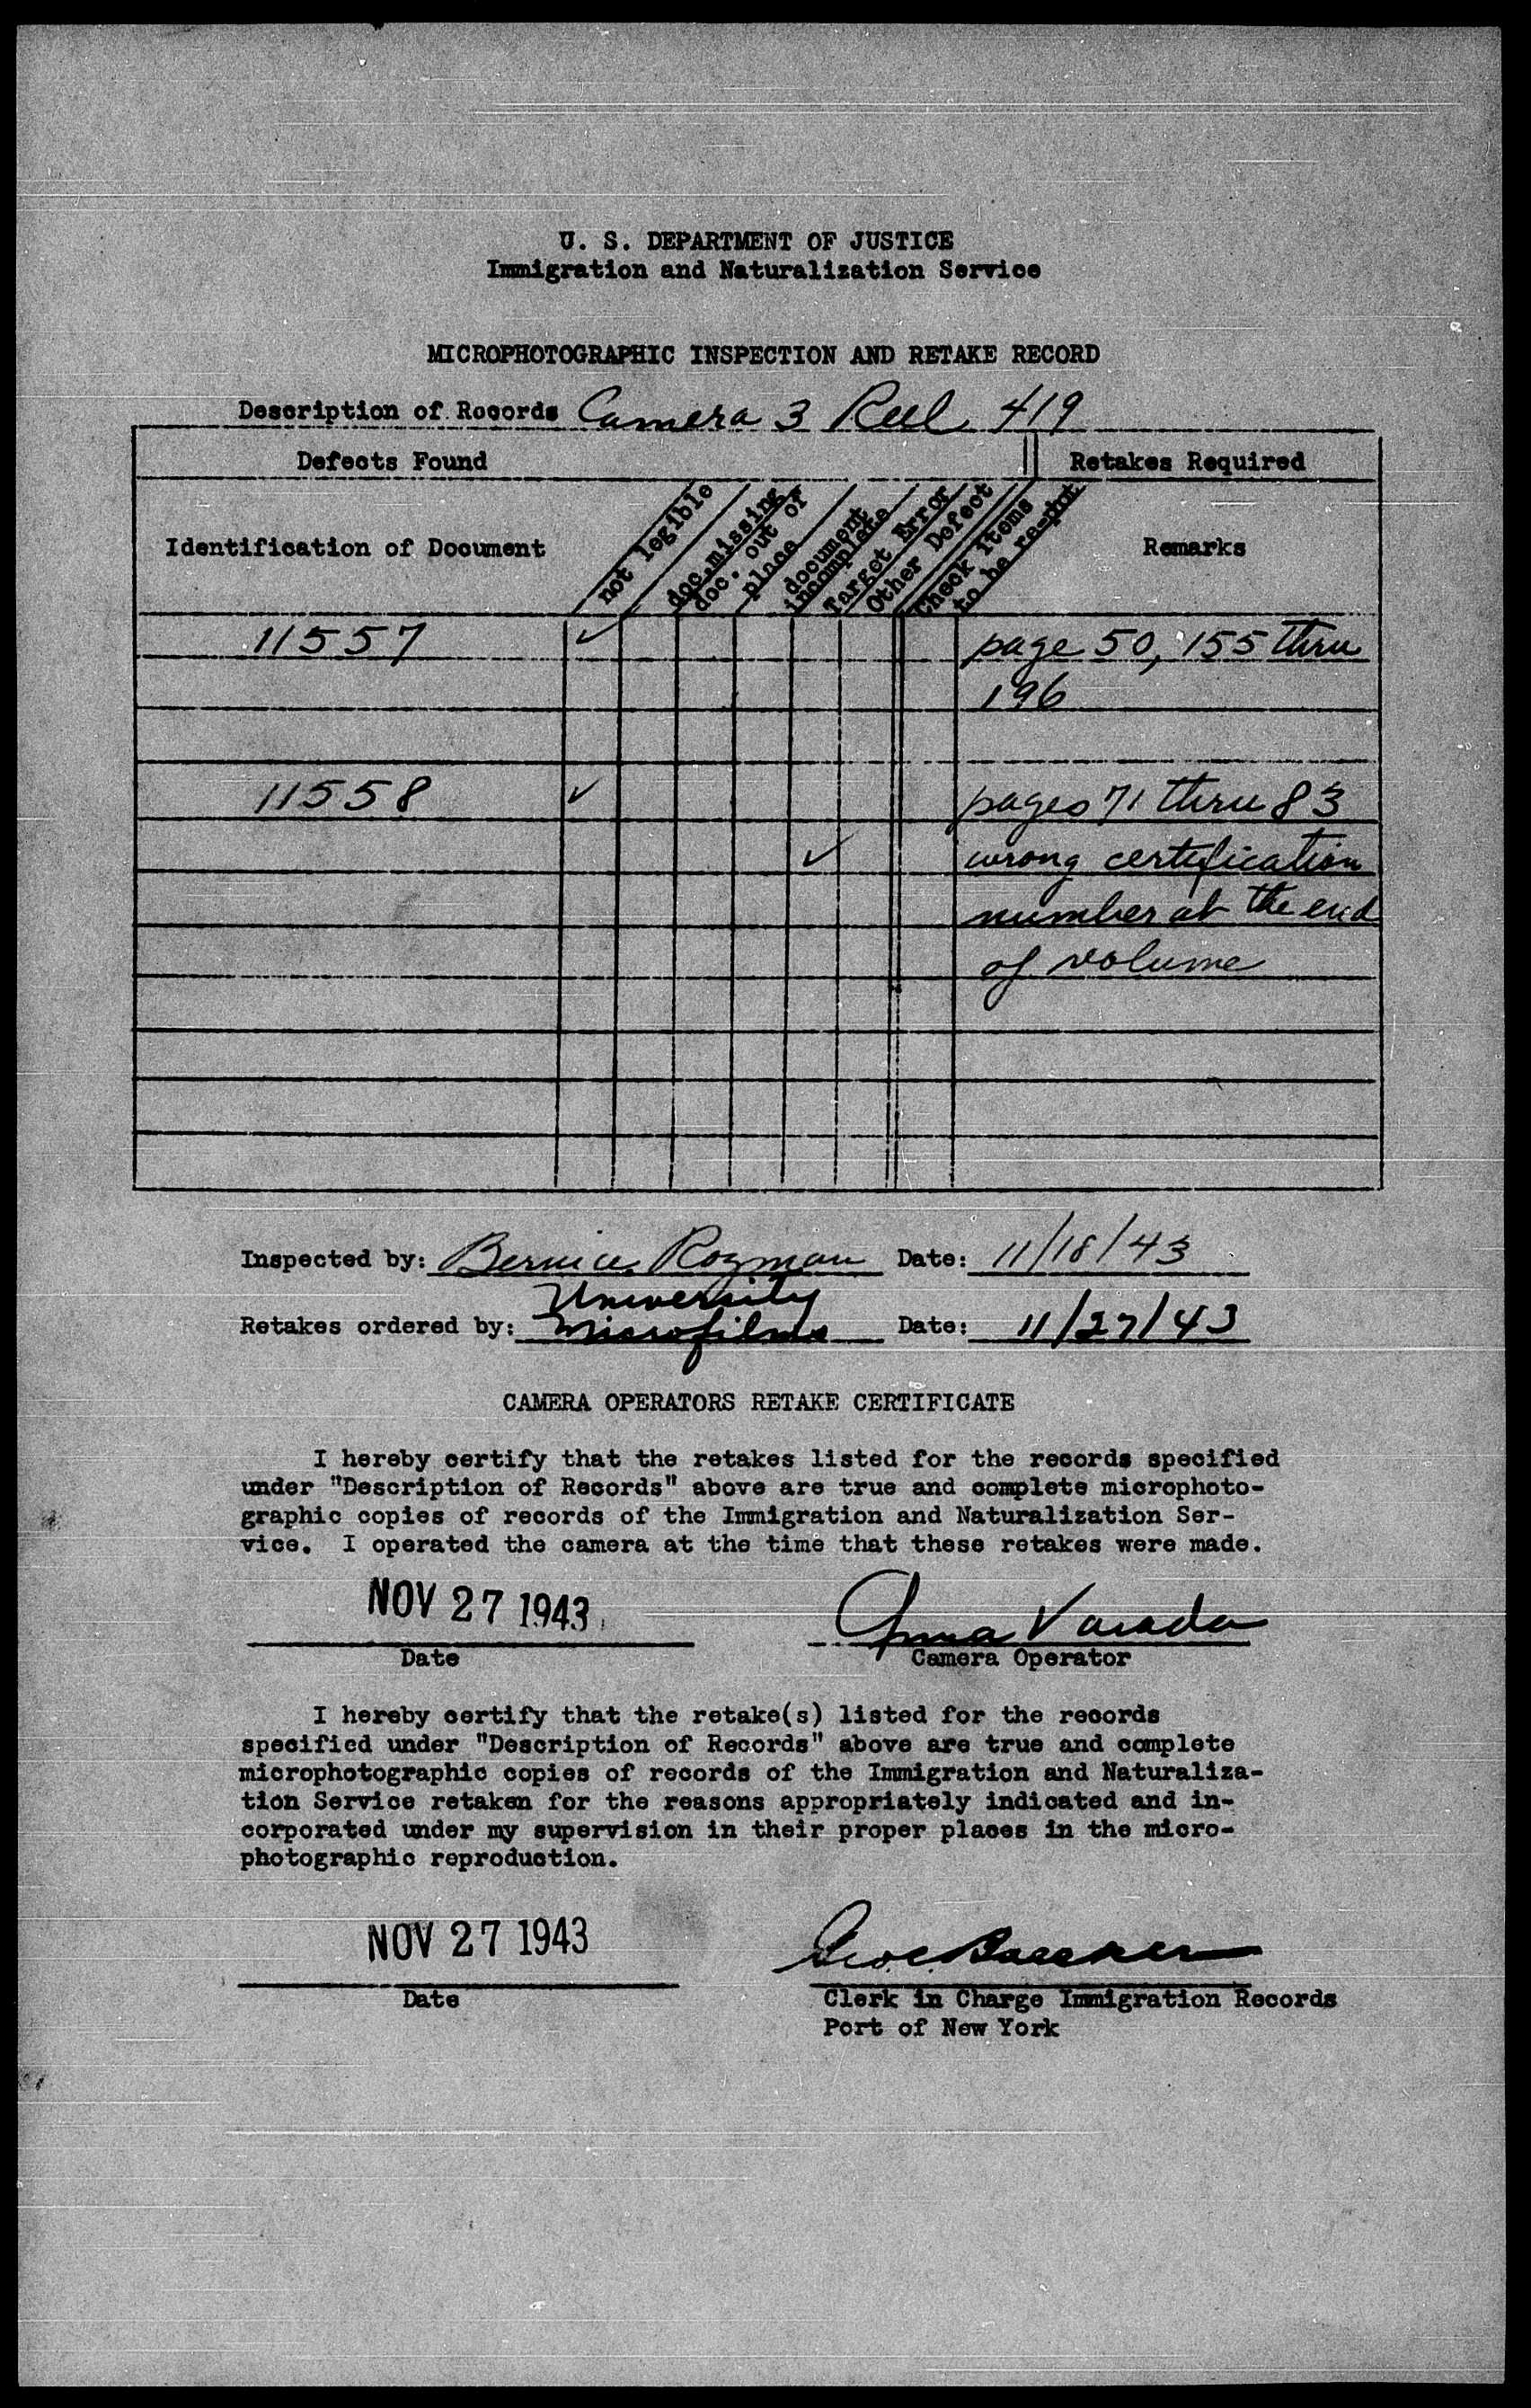 U. S. DEPARTMENT OF JUSTICE
Immigration and Naturalization Service
MICROPHOTOGRAPHIC INSPECTION AND RETAKE RECORD
Description of Records Camera 3 Reel 419
Defects Found Retakes Required
Identification of Document
not legible
doc. missing
doc. out of
place
document
incomplete
Target Error
Other Defect
Check items
to be re-phot
Remarks
11557 ✓ page 50, 155 thru
196
11558 ✓ pages 71 thru 83
✓ wrong certification
number at the end
of volume
Inspected by: Bernice Rozman Date: 11/18/43
University
Retakes ordered by: Microfilms Date: 11/27/43
CAMERA OPERATORS RETAKE CERTIFICATE
I hereby certify that the retakes listed for the records specified
under "Description of Records" above are true and complete microphoto-
graphic copies of records of the Immigration and Naturalization Ser-
vice. I operated the camera at the time that these retakes were made.
NOV 27 1943
Date Camera Operator
I hereby certify that the retake(s) listed for the records
specified under "Description of Records" above are true and complete
microphotographic copies of records of the Immigration and Naturaliza-
tion Service retaken for the reasons appropriately indicated and in-
corporated under my supervision in their proper places in the micro-
photographic reproduction.
NOV 27 1943
Date Clerk in Charge Immigration Records
Port of New York